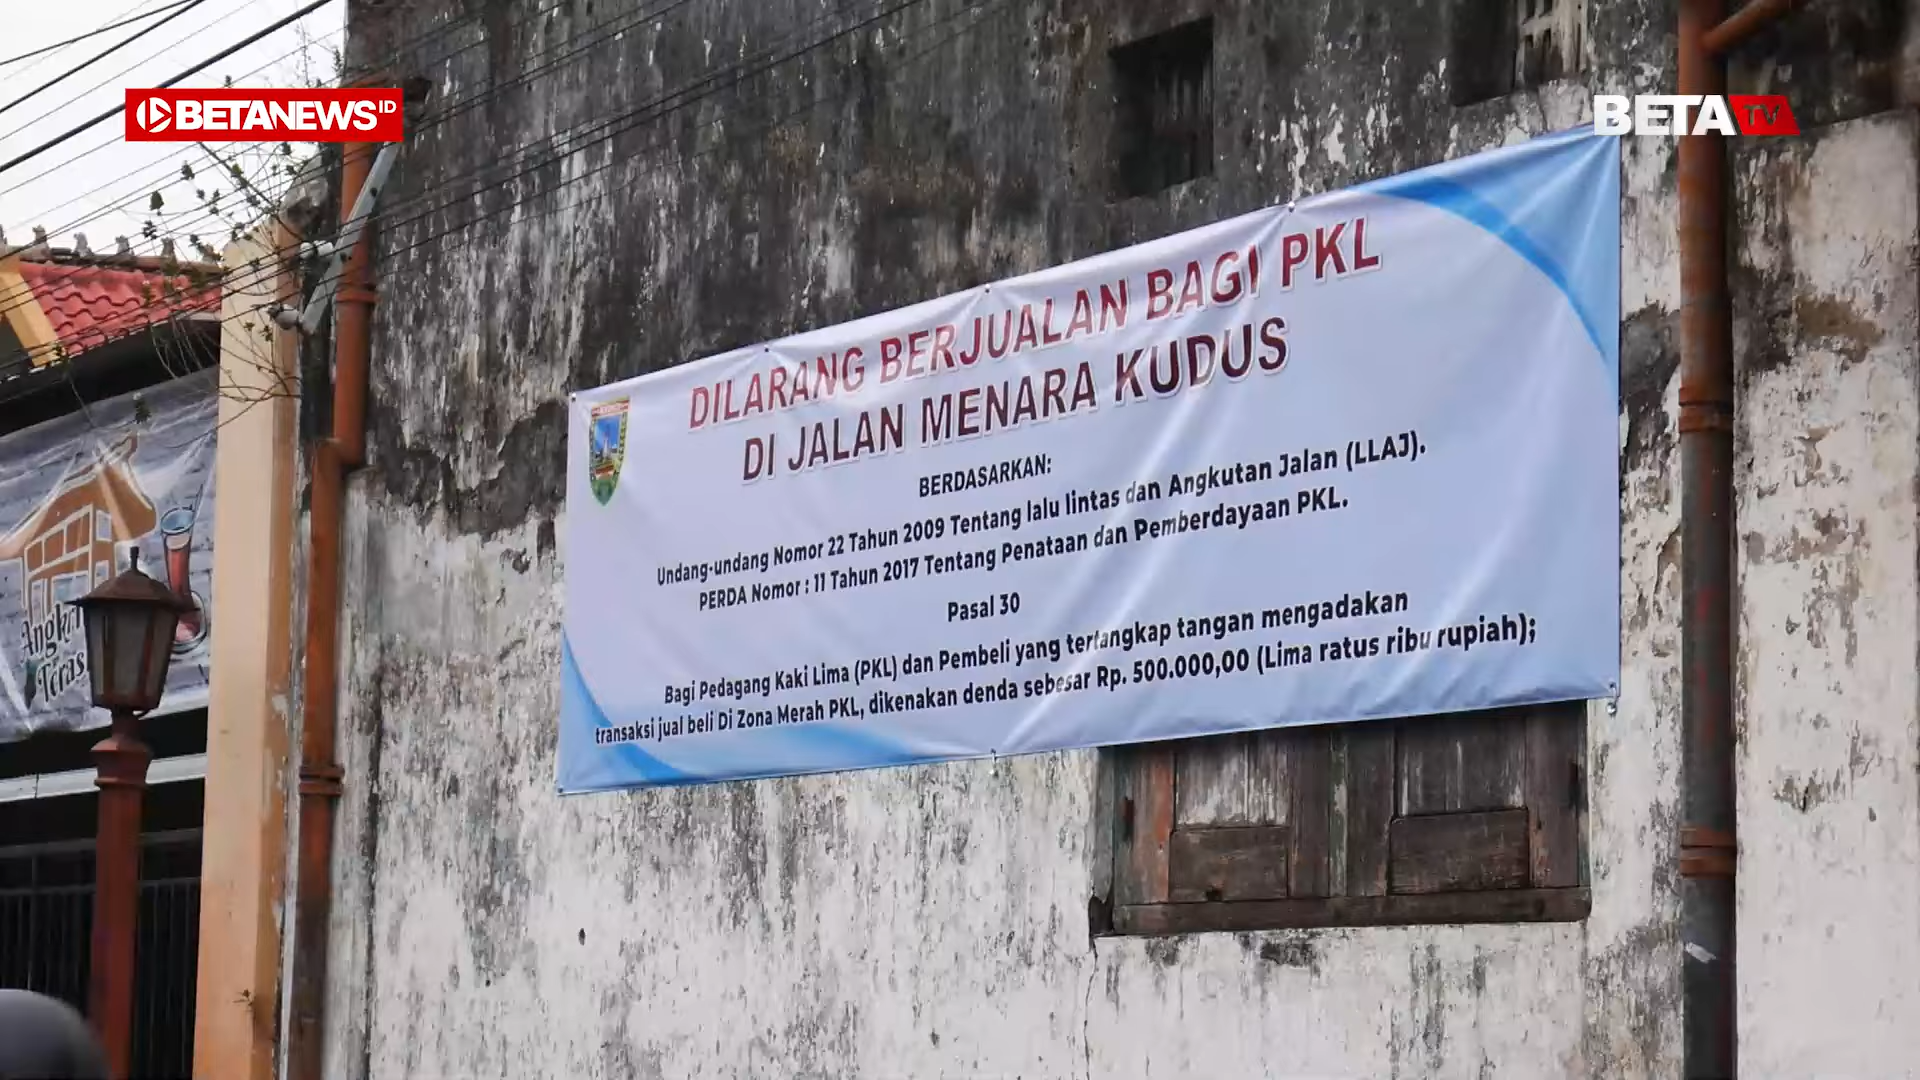 BETANEWS ID
BETA TV
DILARANG BERJUALAN BAGI PKL
DI JALAN MENARA KUDUS
BERDASARKAN:
Undang-undang Nomor 22 Tahun 2009 Tentang lalu lintas dan Angkutan Jalan (LLAJ).
PERDA Nomor : 11 Tahun 2017 Tentang Penataan dan Pemberdayaan PKL.
Pasal 30
Bagi Pedagang Kaki Lima (PKL) dan Pembeli yang tertangkap tangan mengadakan
transaksi jual beli Di Zona Merah PKL, dikenakan denda sebesar Rp. 500.000,00 (Lima ratus ribu rupiah);